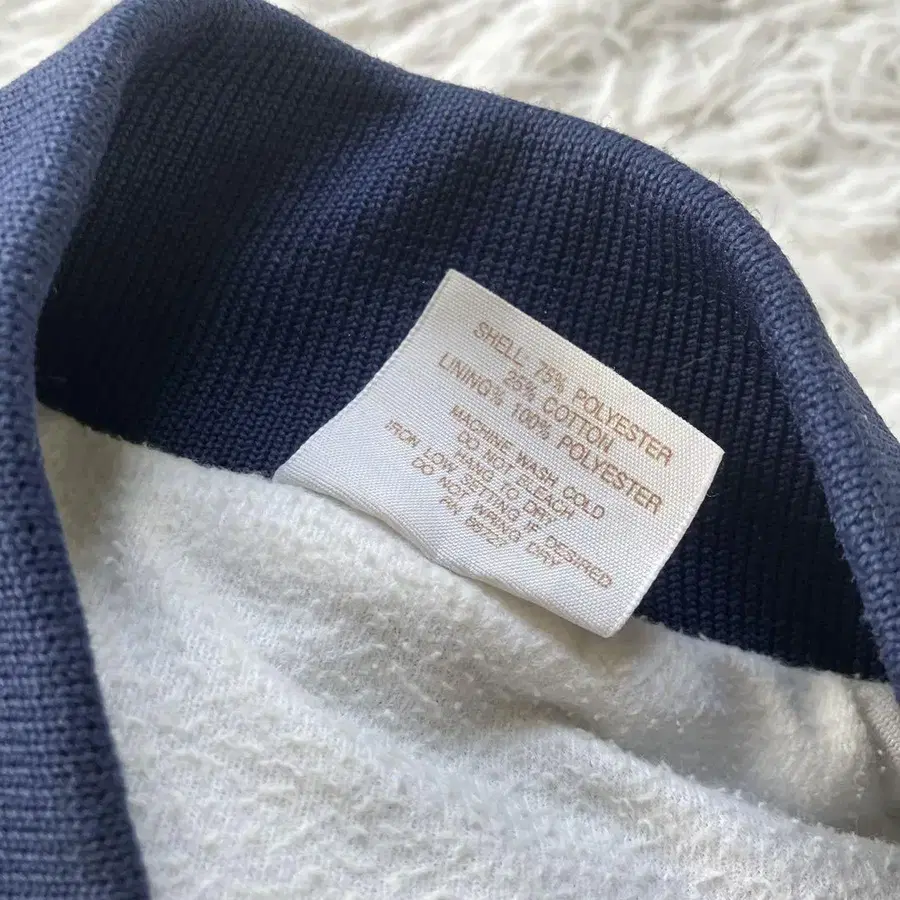 SHELL 75% POLYESTER
25% COTTON
LINING% 100% POLYESTER
MACHINE WASH COLD
DO NOT BLEACH
HANG TO DRY
IRON LOW SETTING IF DESIRED
DO NOT WRING DRY